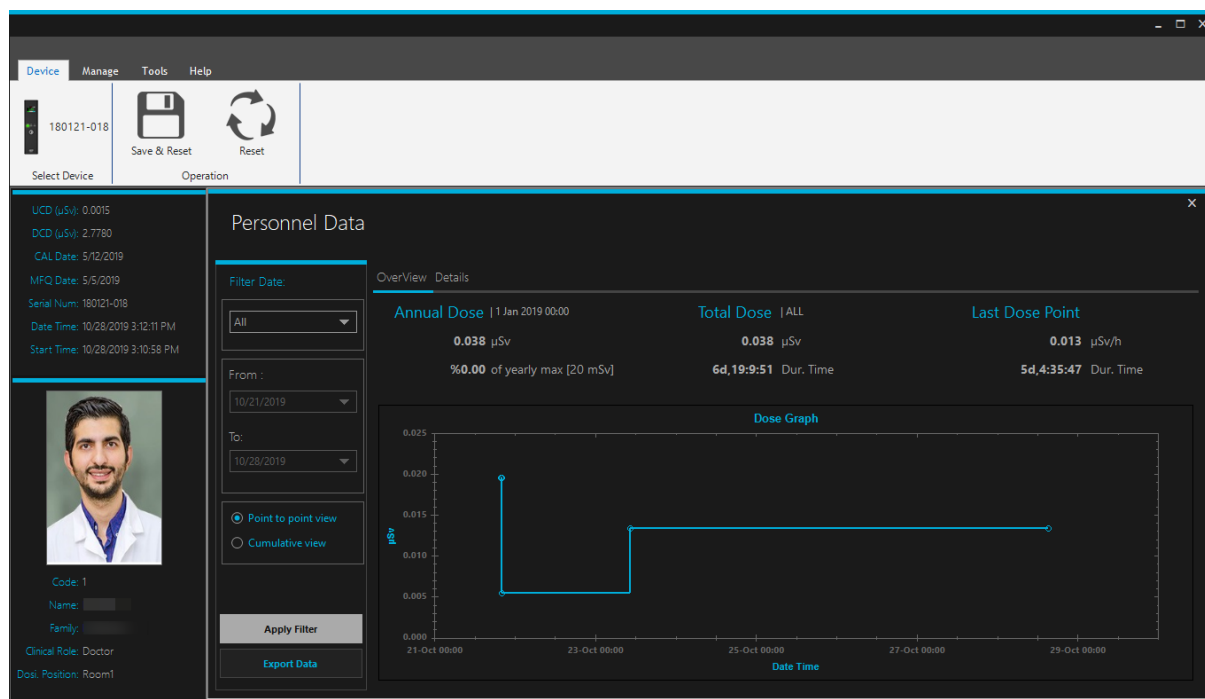 Device Manage Tools Help
180121-018
Save & Reset Reset
Select Device Operation
UCD (µSv): 0.0015
DCD (µSv): 2.7780
CAL Date: 5/12/2019
MFQ Date: 5/5/2019
Serial Num: 180121-018
Date Time: 10/28/2019 3:12:11 PM
Start Time: 10/28/2019 3:10:58 PM
Code: 1
Name:
Family:
Clinical Role: Doctor
Dosi. Position: Room1
Personnel Data
X
Filter Date:
All
From :
10/21/2019
To:
10/28/2019
Point to point view
Cumulative view
Apply Filter
Export Data
OverView Details
Annual Dose | 1 Jan 2019 00:00
0.038 µSv
%0.00 of yearly max [20 mSv]
Total Dose | ALL
0.038 µSv
6d,19:9:51 Dur. Time
Last Dose Point
0.013 µSv/h
5d,4:35:47 Dur. Time
Dose Graph
µSv
0.025
0.020
0.015
0.010
0.005
0.000
21-Oct 00:00 23-Oct 00:00 25-Oct 00:00 27-Oct 00:00 29-Oct 00:00
Date Time